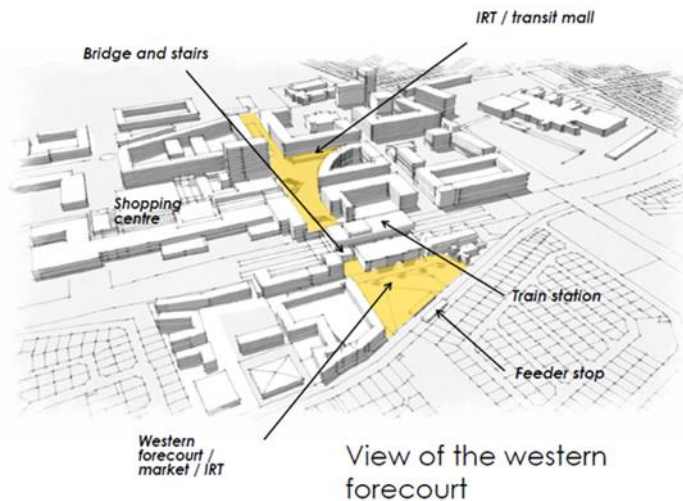 IRT / transit mall
Bridge and stairs
Shopping
centre
Train station
Feeder stop
Western
forecourt /
market / IRT
View of the western
forecourt